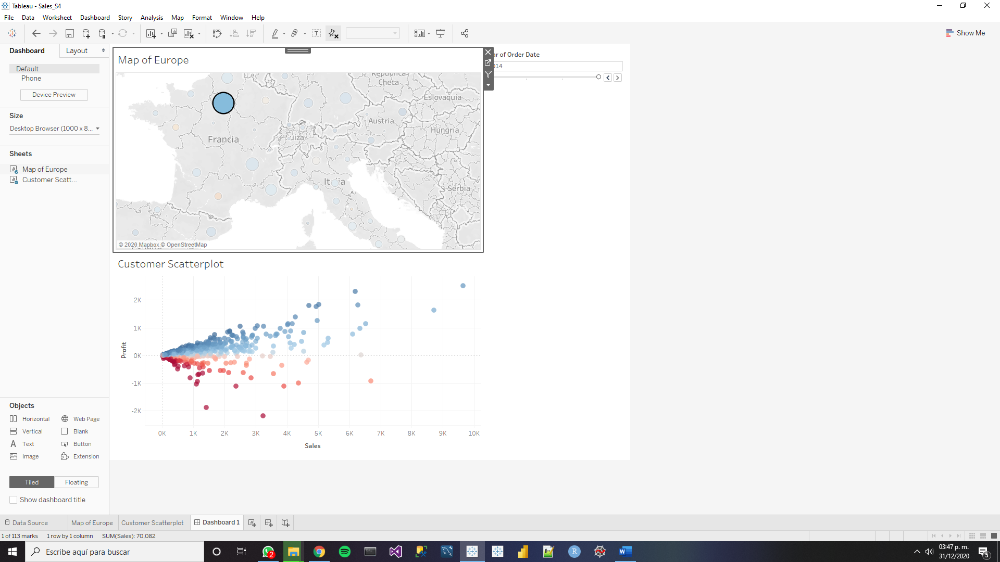 Tableau - Sales_S4
File Data Worksheet Dashboard Story Analysis Map Format Window Help
Show Me
Dashboard
Layout
Default
Phone
Device Preview
Size
Desktop Browser (1000 x 8...
Sheets
Map of Europe
Customer Scatt...
Objects
Horizontal
Web Page
Vertical
Blank
Text
Button
Image
Extension
Tiled
Floating
Show dashboard title
Map of Europe
República
Checa
Eslovaquia
Austria
Hungría
Francia
Suiza
Serbia
© 2020 Mapbox © OpenStreetMap
ar of Order Date
014
Customer Scatterplot
Profit
2K
1K
0K
-1K
-2K
0K 1K 2K 3K 4K 5K 6K 7K 8K 9K 10K
Sales
Data Source
Map of Europe
Customer Scatterplot
Dashboard 1
1 of 113 marks 1 row by 1 column SUM(Sales): 70,082
Escribe aquí para buscar
2
R
W
03:47 p. m.
31/12/2020
5